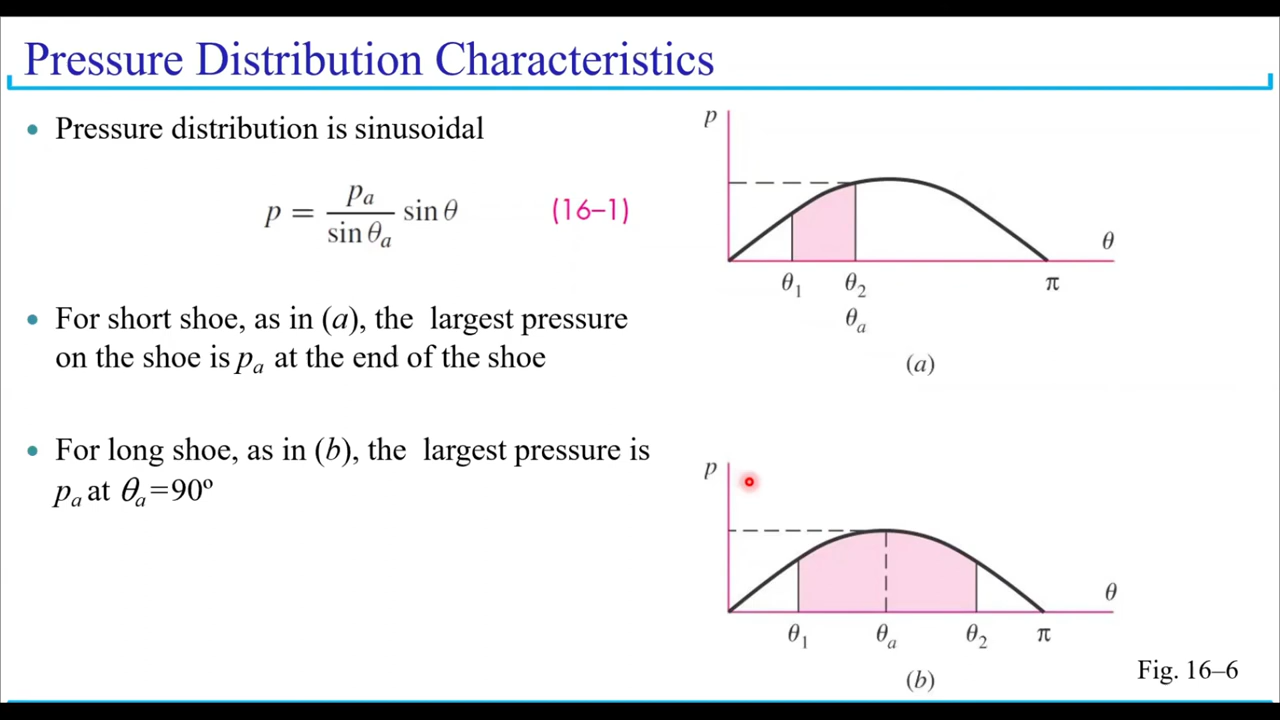 Pressure Distribution Characteristics
• Pressure distribution is sinusoidal
p = pₐ / sin θₐ sin θ (16–1)
• For short shoe, as in (a), the largest pressure
on the shoe is pₐ at the end of the shoe
• For long shoe, as in (b), the largest pressure is
pₐ at θₐ=90º
p
θ
θ₁ θ₂ π
θₐ
(a)
p
θ
θ₁ θₐ θ₂ π
(b)
Fig. 16–6